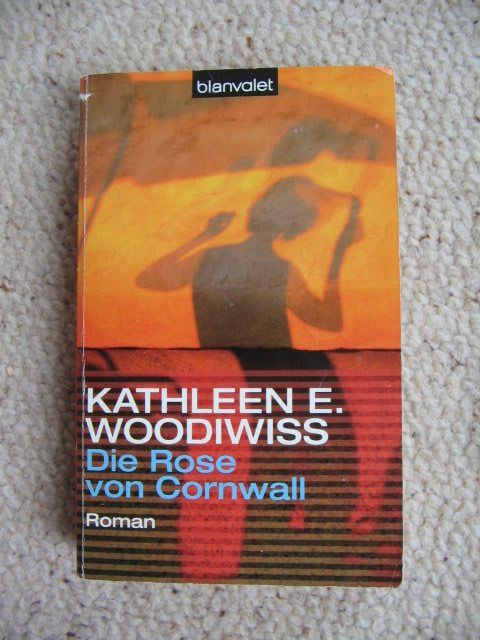 blanvalet
KATHLEEN E.
WOODIWISS
Die Rose
von Cornwall
Roman